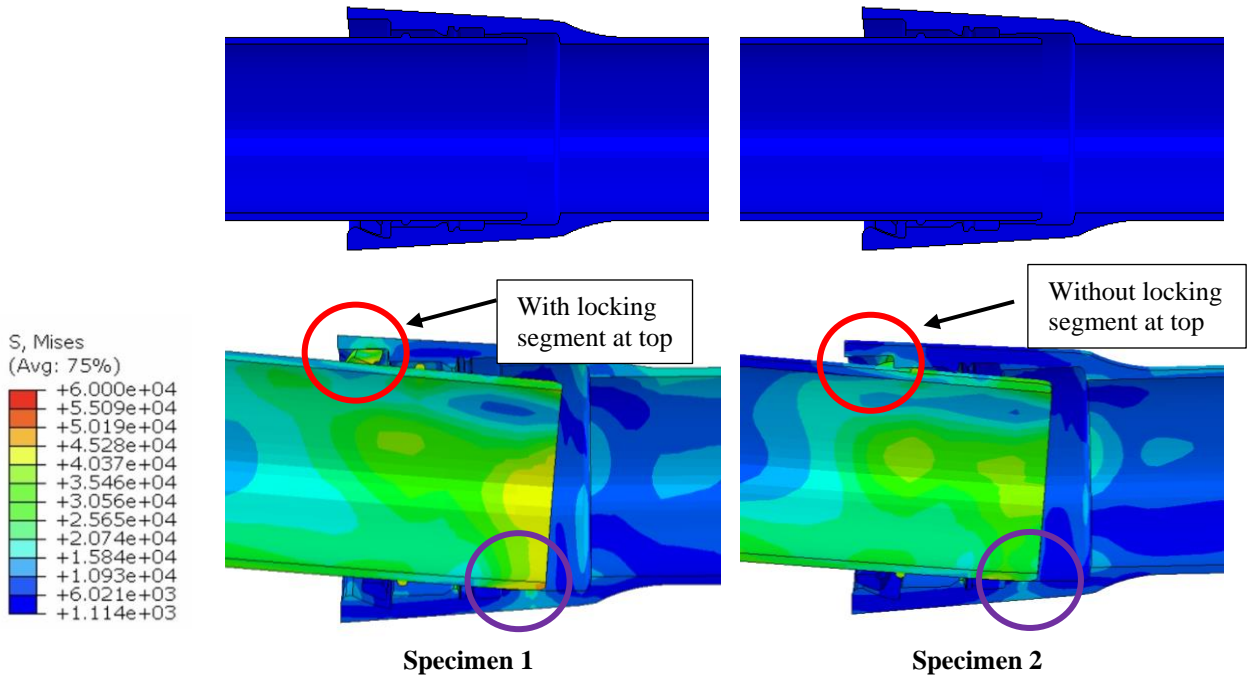 With locking
segment at top
Without locking
segment at top
S, Mises
(Avg: 75%)
+6.000e+04
+5.509e+04
+5.019e+04
+4.528e+04
+4.037e+04
+3.546e+04
+3.056e+04
+2.565e+04
+2.074e+04
+1.584e+04
+1.093e+04
+6.021e+03
+1.114e+03
Specimen 1
Specimen 2